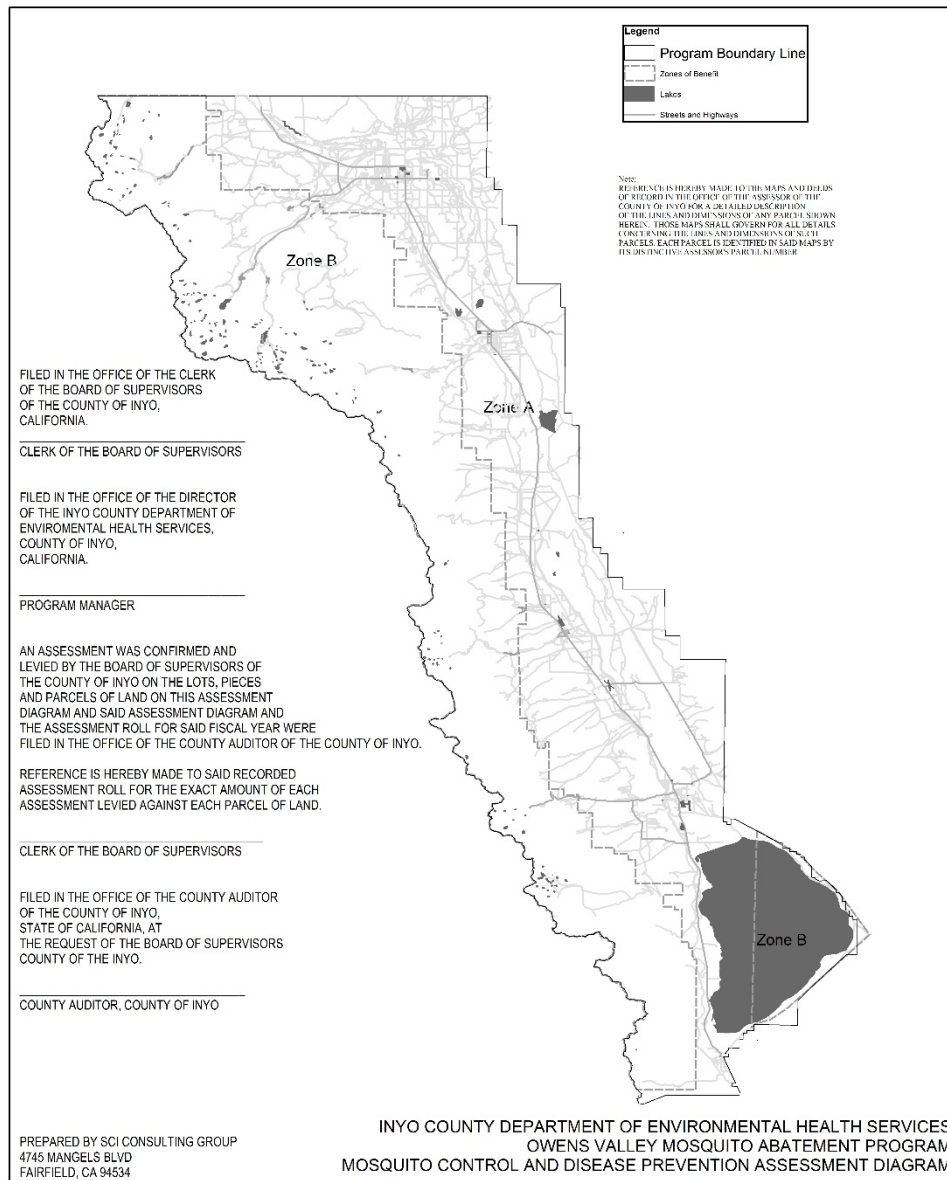 Legend
Program Boundary Line
Zones of Benefit
Lakes
Streets and Highways
Note:
REFERENCE IS HEREBY MADE TO THE MAPS AND DEEDS
OF RECORD IN THE OFFICE OF THE ASSESSOR OF THE
COUNTY OF INYO FOR A DETAILED DESCRIPTION
OF THE LINES AND DIMENSIONS OF ANY PARCEL SHOWN
HEREIN. THOSE MAPS SHALL GOVERN FOR ALL DETAILS
CONCERNING THE LINES AND DIMENSIONS OF SUCH
PARCELS. EACH PARCEL IS IDENTIFIED IN SAID MAPS BY
ITS DISTINCTIVE ASSESSOR'S PARCEL NUMBER
Zone B
Zone A
Zone B
FILED IN THE OFFICE OF THE CLERK
OF THE BOARD OF SUPERVISORS
OF THE COUNTY OF INYO,
CALIFORNIA.
CLERK OF THE BOARD OF SUPERVISORS
FILED IN THE OFFICE OF THE DIRECTOR
OF THE INYO COUNTY DEPARTMENT OF
ENVIROMENTAL HEALTH SERVICES,
COUNTY OF INYO,
CALIFORNIA.
PROGRAM MANAGER
AN ASSESSMENT WAS CONFIRMED AND
LEVIED BY THE BOARD OF SUPERVISORS OF
THE COUNTY OF INYO ON THE LOTS, PIECES
AND PARCELS OF LAND ON THIS ASSESSMENT
DIAGRAM AND SAID ASSESSMENT DIAGRAM AND
THE ASSESSMENT ROLL FOR SAID FISCAL YEAR WERE
FILED IN THE OFFICE OF THE COUNTY AUDITOR OF THE COUNTY OF INYO.
REFERENCE IS HEREBY MADE TO SAID RECORDED
ASSESSMENT ROLL FOR THE EXACT AMOUNT OF EACH
ASSESSMENT LEVIED AGAINST EACH PARCEL OF LAND.
CLERK OF THE BOARD OF SUPERVISORS
FILED IN THE OFFICE OF THE COUNTY AUDITOR
OF THE COUNTY OF INYO,
STATE OF CALIFORNIA, AT
THE REQUEST OF THE BOARD OF SUPERVISORS
COUNTY OF THE INYO.
COUNTY AUDITOR, COUNTY OF INYO
PREPARED BY SCI CONSULTING GROUP
4745 MANGELS BLVD
FAIRFIELD, CA 94534
INYO COUNTY DEPARTMENT OF ENVIRONMENTAL HEALTH SERVICES
OWENS VALLEY MOSQUITO ABATEMENT PROGRAM
MOSQUITO CONTROL AND DISEASE PREVENTION ASSESSMENT DIAGRAM